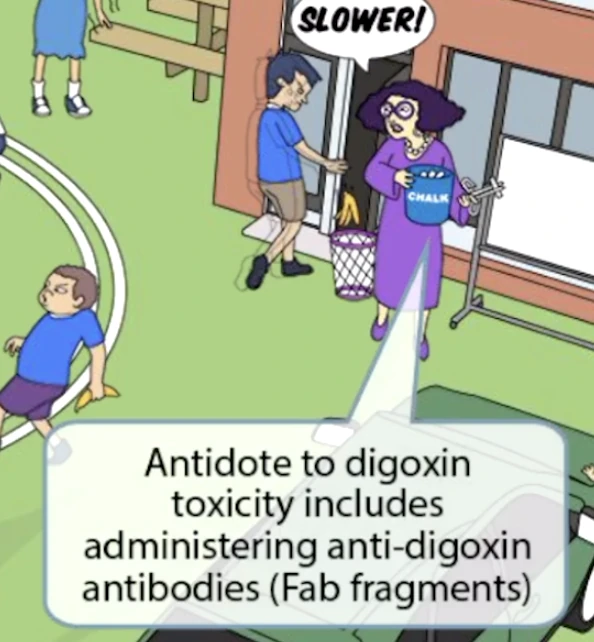 SLOWER!
CHALK
Antidote to digoxin
toxicity includes
administering anti-digoxin
antibodies (Fab fragments)